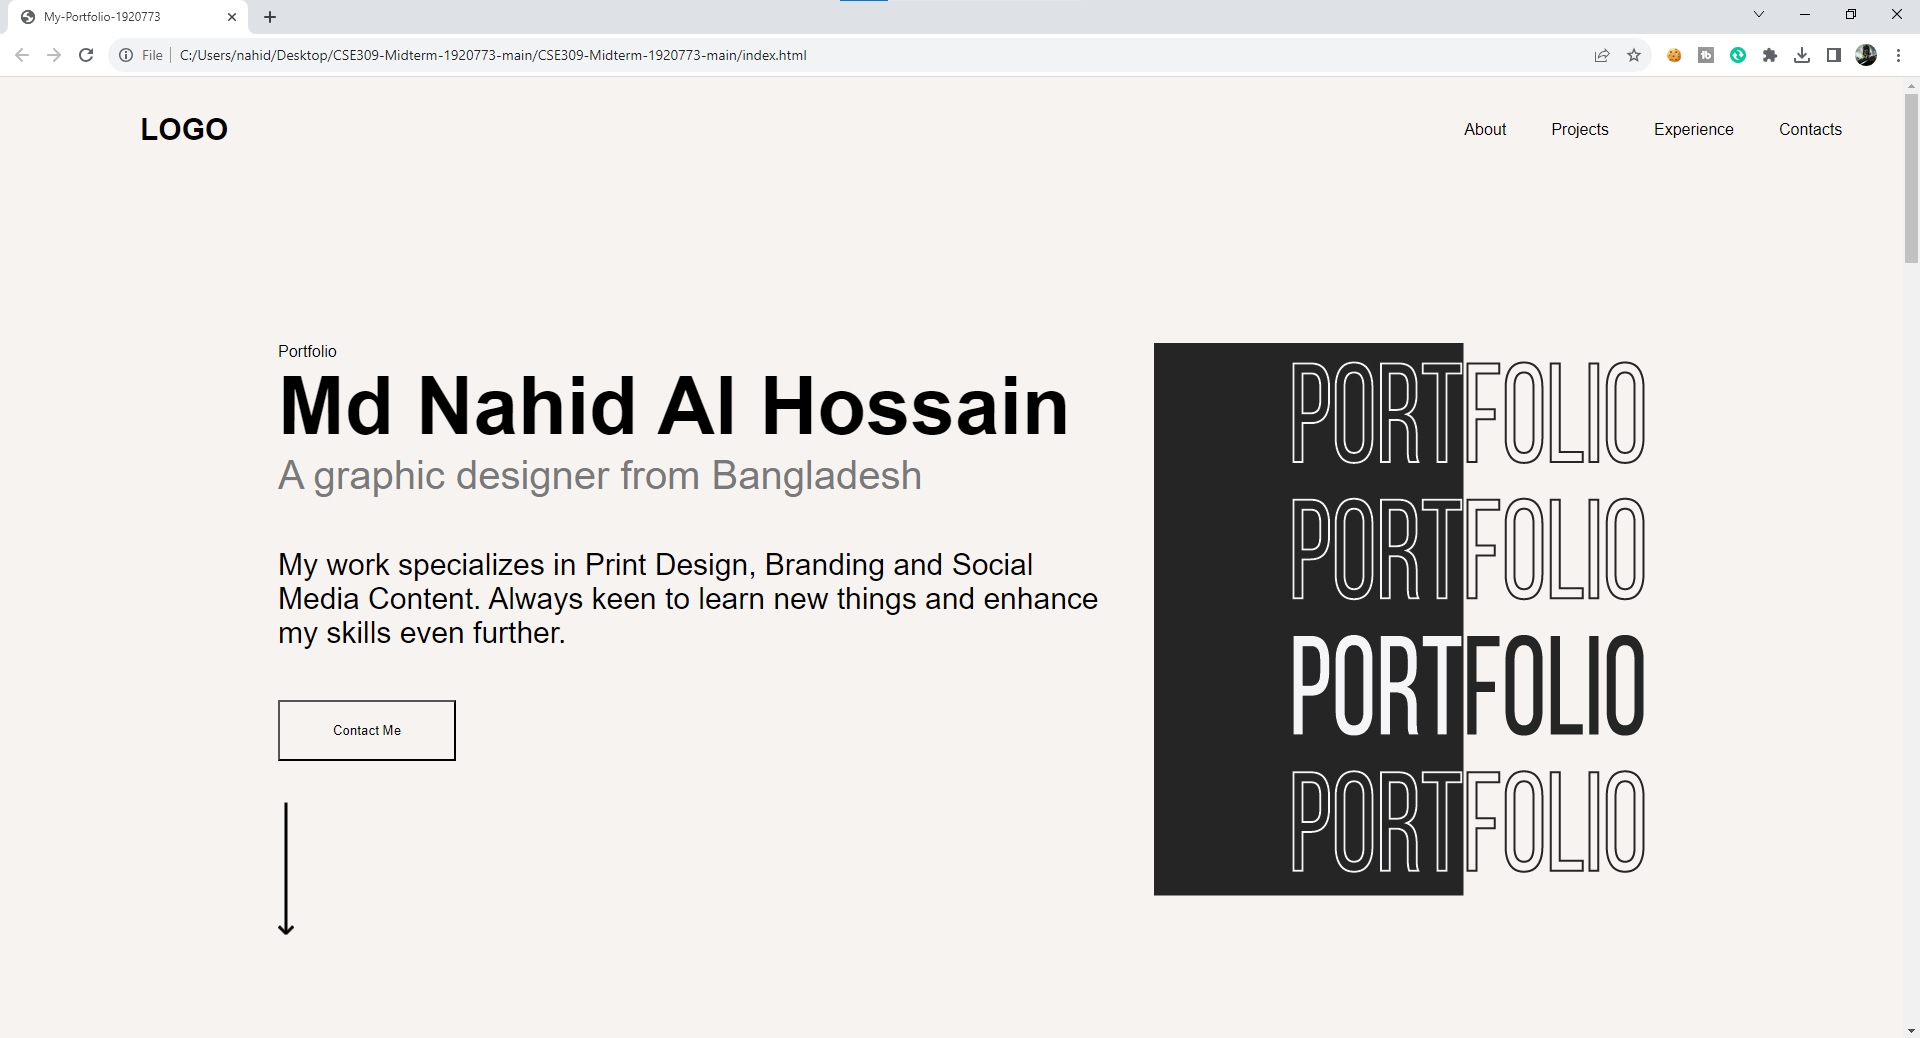 My-Portfolio-1920773
File C:/Users/nahid/Desktop/CSE309-Midterm-1920773-main/CSE309-Midterm-1920773-main/index.html
LOGO
About Projects Experience Contacts
Portfolio
Md Nahid Al Hossain
A graphic designer from Bangladesh
My work specializes in Print Design, Branding and Social
Media Content. Always keen to learn new things and enhance
my skills even further.
Contact Me
PORTFOLIO
PORTFOLIO
PORTFOLIO
PORTFOLIO